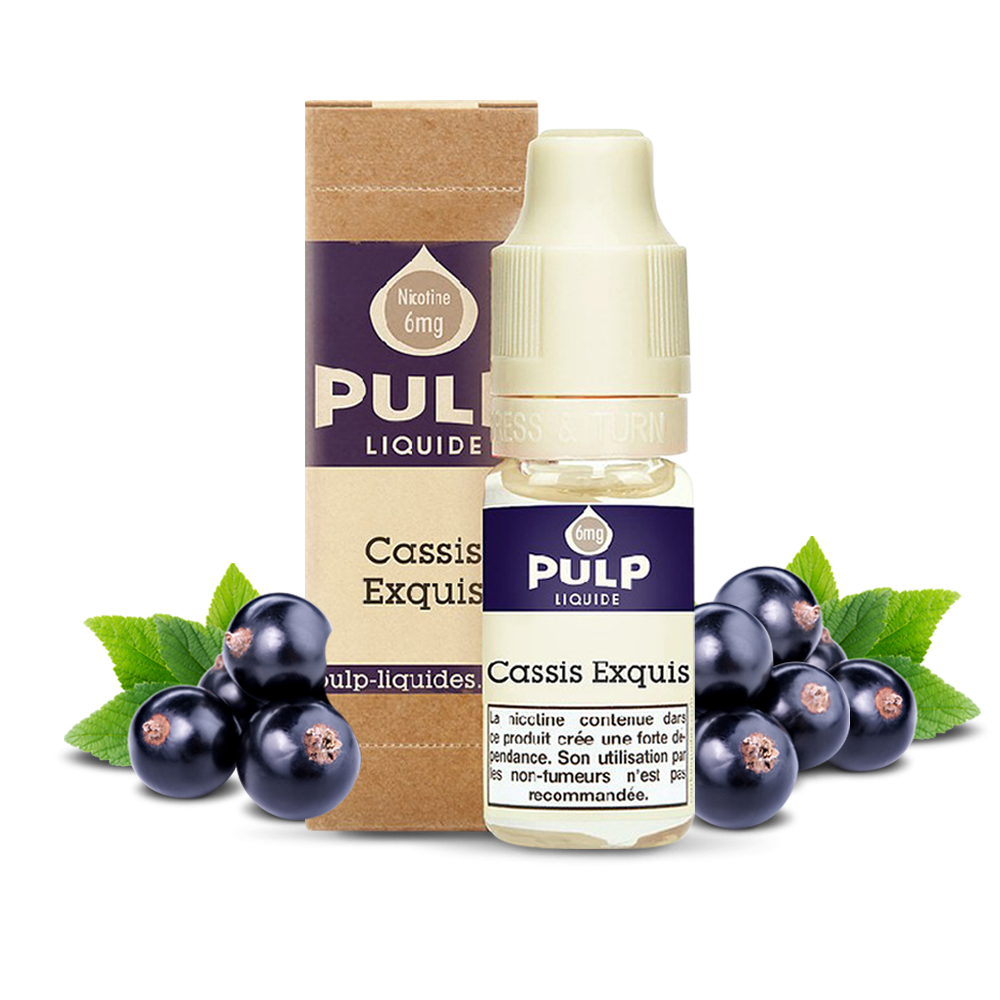 Nicotine
6mg
PULP
LIQUIDE
Cassis
Exquis
pulp-liquides.
PRESS & TURN
6mg
PULP
LIQUIDE
Cassis Exquis
La nicotine contenue dans
ce produit crée une forte dé-
pendance. Son utilisation par
les non-fumeurs n'est pas
recommandée.